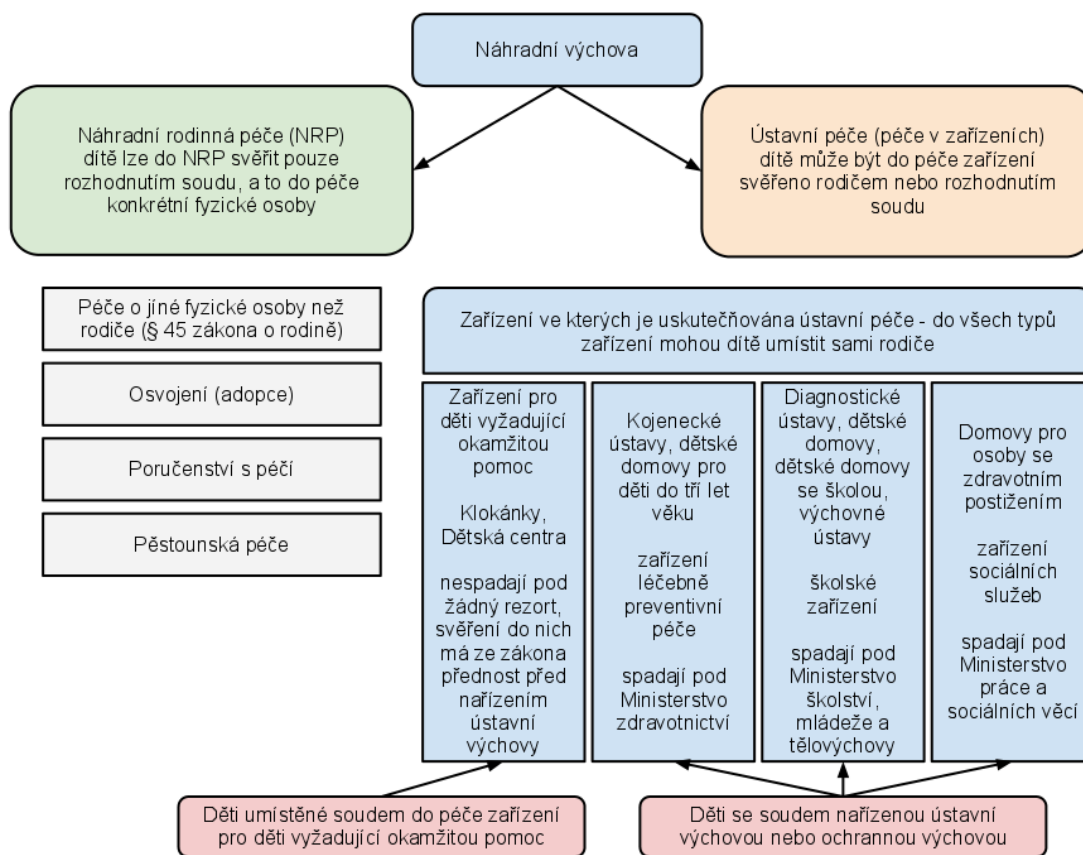 Náhradní výchova
Náhradní rodinná péče (NRP)
dítě lze do NRP svěřit pouze
rozhodnutím soudu, a to do péče
konkrétní fyzické osoby
Ústavní péče (péče v zařízeních)
dítě může být do péče zařízení
svěřeno rodičem nebo rozhodnutím
soudu
Péče o jíné fyzické osoby než
rodiče (§ 45 zákona o rodině)
Osvojení (adopce)
Poručenství s péčí
Pěstounská péče
Zařízení ve kterých je uskutečňována ústavní péče - do všech typů
zařízení mohou dítě umístit sami rodiče
Zařízení pro
děti vyžadující
okamžitou
pomoc
Klokánky,
Dětská centra
nespadají pod
žádný rezort,
svěření do nich
má ze zákona
přednost před
nařízením
ústavní
výchovy
Kojenecké
ústavy, dětské
domovy pro
děti do tří let
věku
zařízení
léčebně
preventivní
péče
spadají pod
Ministerstvo
zdravotnictví
Diagnostické
ústavy, dětské
domovy,
dětské domovy
se školou,
výchovné
ústavy
školské
zařízení
spadají pod
Ministerstvo
školství,
mládeže a
tělovýchovy
Domovy pro
osoby se
zdravotním
postižením
zařízení
sociálních
služeb
spadají pod
Ministerstvo
práce a
sociálních věcí
Děti umístěné soudem do péče zařízení
pro děti vyžadující okamžitou pomoc
Děti se soudem nařízenou ústavní
výchovou nebo ochrannou výchovou